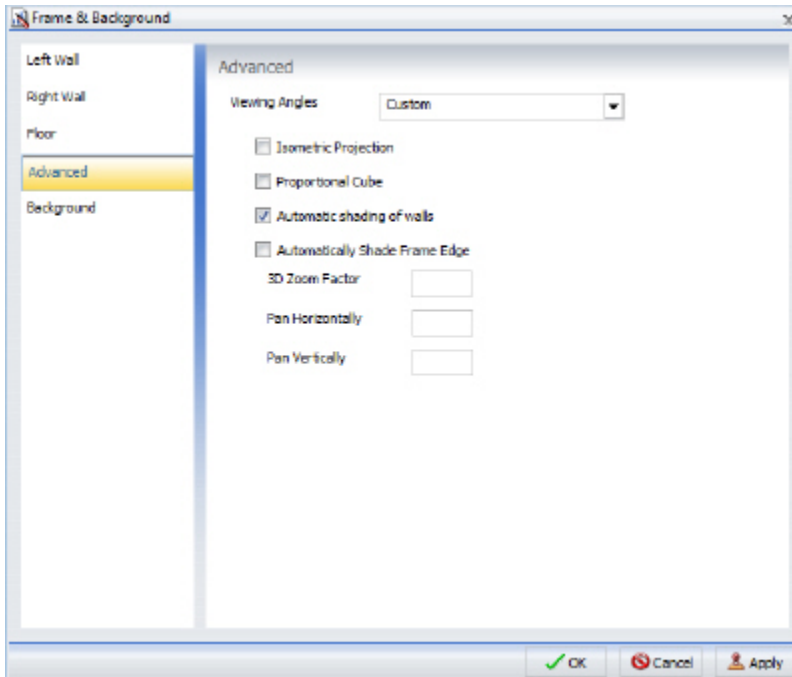 Frame & Background
Left Wall
Right Wall
Floor
Advanced
Background
Advanced
Viewing Angles Custom
Isometric Projection
Proportional Cube
Automatic shading of walls
Automatically Shade Frame Edge
3D Zoom Factor
Pan Horizontally
Pan Vertically
OK Cancel Apply